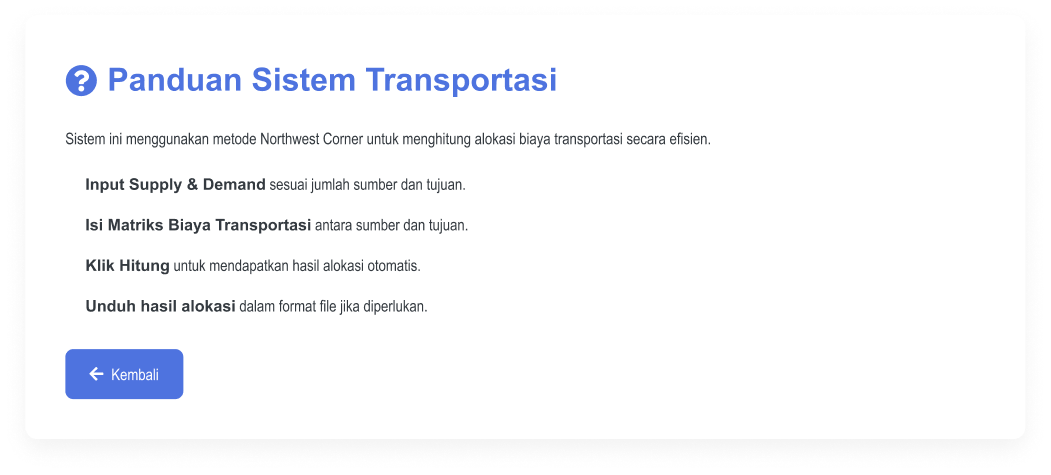 Panduan Sistem Transportasi
Sistem ini menggunakan metode Northwest Corner untuk menghitung alokasi biaya transportasi secara efisien.
Input Supply & Demand sesuai jumlah sumber dan tujuan.
Isi Matriks Biaya Transportasi antara sumber dan tujuan.
Klik Hitung untuk mendapatkan hasil alokasi otomatis.
Unduh hasil alokasi dalam format file jika diperlukan.
Kembali